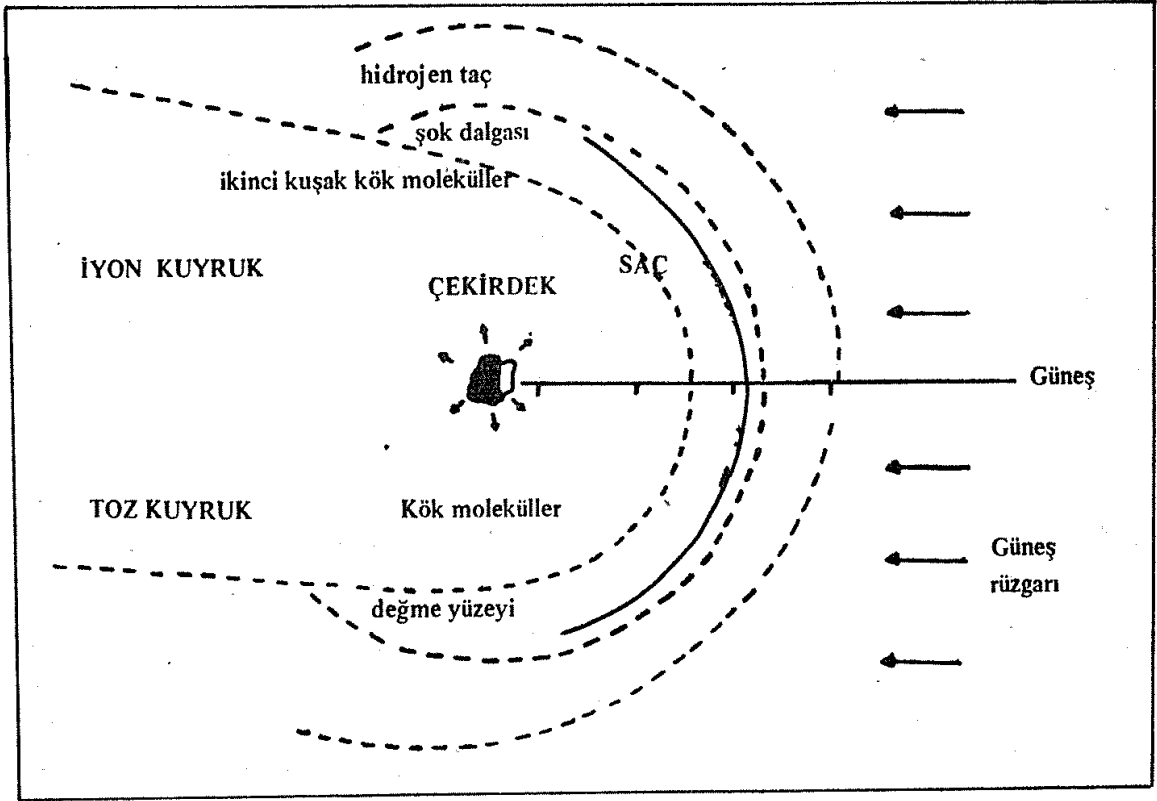 hidrojen taç
şok dalgası
ikinci kuşak kök moleküller
İYON KUYRUK
SAÇ
ÇEKİRDEK
Güneş
TOZ KUYRUK
Kök moleküller
Güneş
rüzgarı
değme yüzeyi